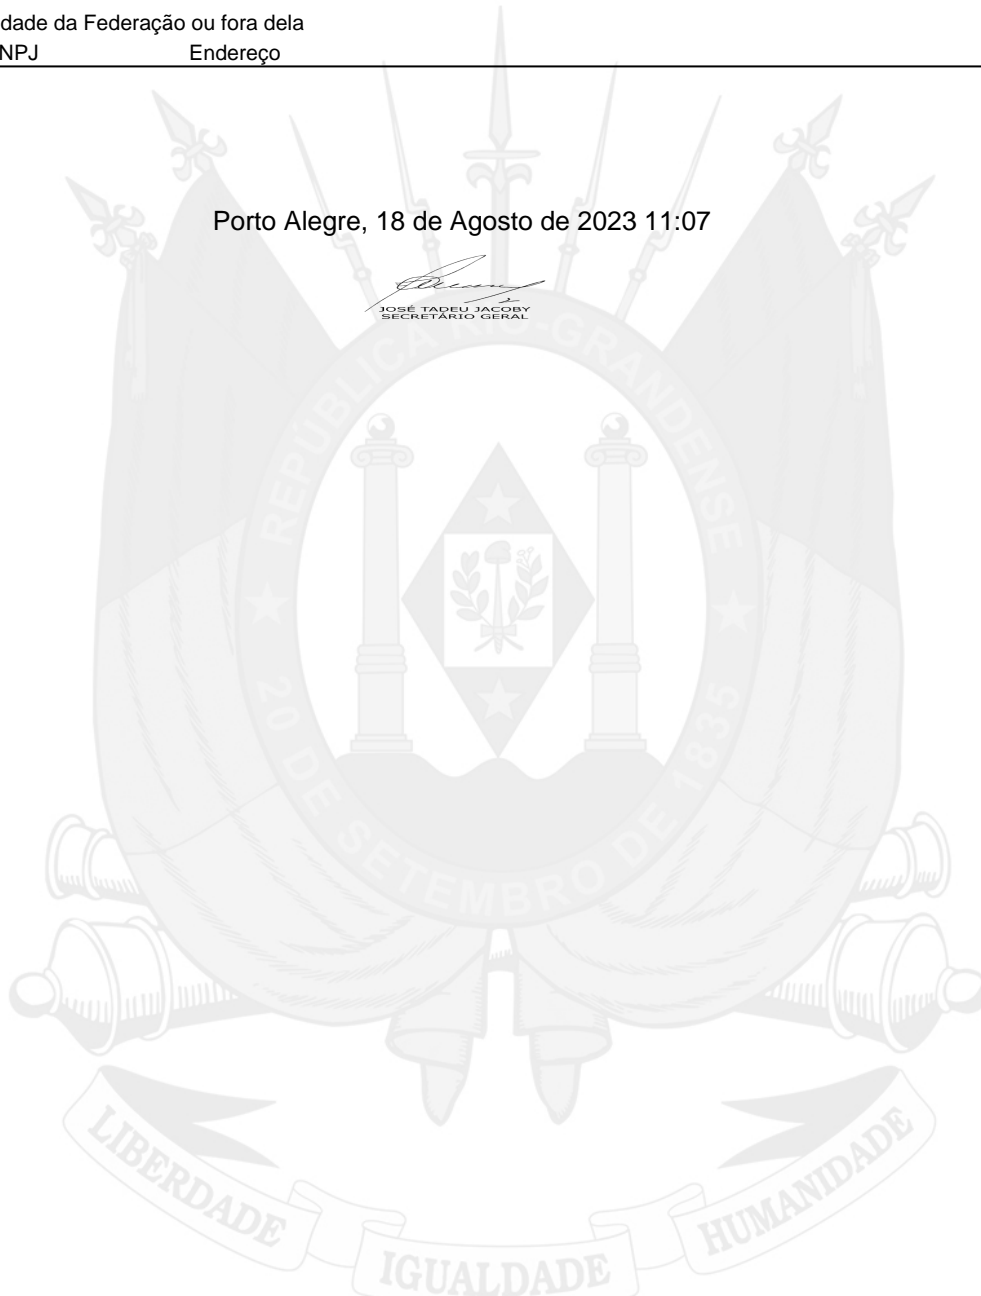 dade da Federação ou fora dela
NPJ Endereço
Porto Alegre, 18 de Agosto de 2023 11:07
JOSÉ TADEU JACOBY
SECRETÁRIO GERAL
REPÚBLICA RIO-GRANDENSE
20 DE SETEMBRO DE 1835
LIBERDADE
IGUALDADE
HUMANIDADE